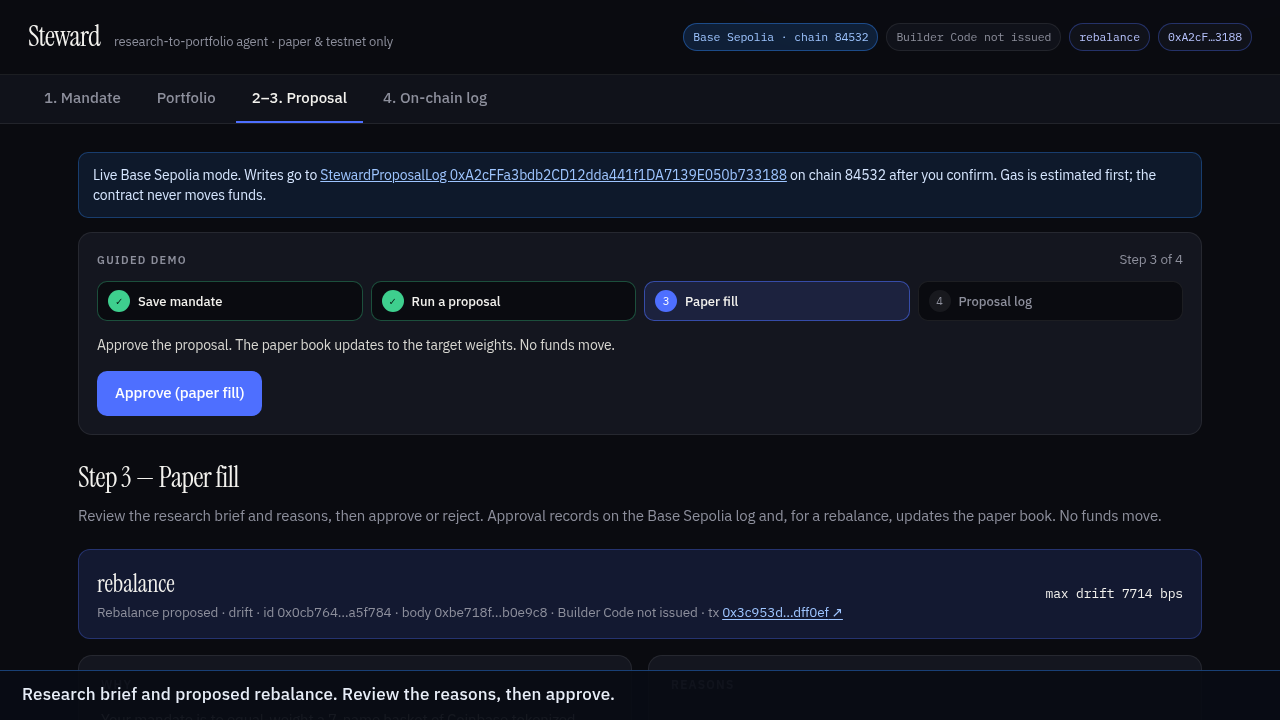 Steward research-to-portfolio agent · paper & testnet only Base Sepolia · chain 84532 Builder Code not issued rebalance 0xA2cF…3188
1. Mandate Portfolio 2–3. Proposal 4. On-chain log
Live Base Sepolia mode. Writes go to StewardProposalLog 0xA2cFFa3bdb2CD12dda441f1DA7139E050b733188 on chain 84532 after you confirm. Gas is estimated first; the
contract never moves funds.
GUIDED DEMO Step 3 of 4
✓ Save mandate ✓ Run a proposal 3 Paper fill 4 Proposal log
Approve the proposal. The paper book updates to the target weights. No funds move.
Approve (paper fill)
Step 3 — Paper fill
Review the research brief and reasons, then approve or reject. Approval records on the Base Sepolia log and, for a rebalance, updates the paper book. No funds move.
rebalance
Rebalance proposed · drift · id 0x0cb764…a5f784 · body 0xbe718f…b0e9c8 · Builder Code not issued · tx 0x3c953d…dff0ef ↗
max drift 7714 bps
WHY REASONS
Research brief and proposed rebalance. Review the reasons, then approve.